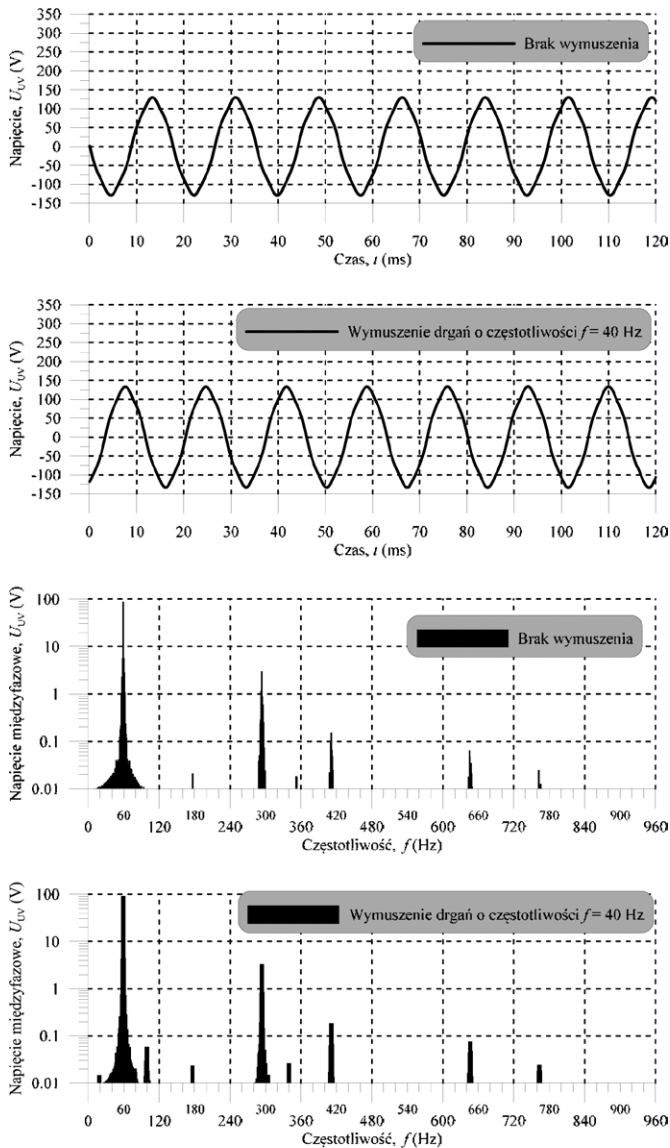 350
300
250
200
150
100
50
0
-50
-100
-150
Napięcie, U_UV (V)
Brak wymuszenia
0 10 20 30 40 50 60 70 80 90 100 110 120
Czas, t (ms)
350
300
250
200
150
100
50
0
-50
-100
-150
Napięcie, U_UV (V)
Wymuszenie drgań o częstotliwości f = 40 Hz
0 10 20 30 40 50 60 70 80 90 100 110 120
Czas, t (ms)
100
10
1
0.1
0.01
Napięcie międzyfazowe, U_UV (V)
Brak wymuszenia
0 60 120 180 240 300 360 420 480 540 600 660 720 780 840 900 960
Częstotliwość, f (Hz)
100
10
1
0.1
0.01
Napięcie międzyfazowe, U_UV (V)
Wymuszenie drgań o częstotliwości f = 40 Hz
0 60 120 180 240 300 360 420 480 540 600 660 720 780 840 900 960
Częstotliwość, f (Hz)